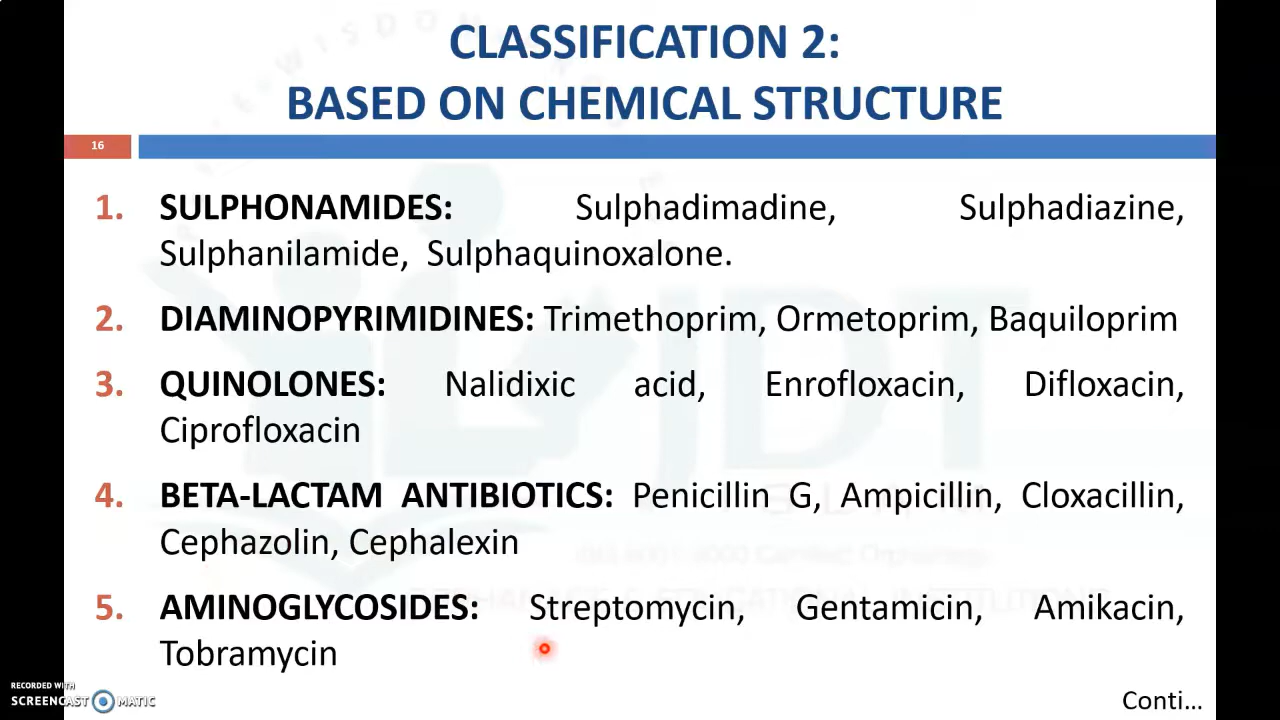 CLASSIFICATION 2:
BASED ON CHEMICAL STRUCTURE
16
1. SULPHONAMIDES: Sulphadimadine, Sulphadiazine,
Sulphanilamide, Sulphaquinoxalone.
2. DIAMINOPYRIMIDINES: Trimethoprim, Ormetoprim, Baquiloprim
3. QUINOLONES: Nalidixic acid, Enrofloxacin, Difloxacin,
Ciprofloxacin
4. BETA-LACTAM ANTIBIOTICS: Penicillin G, Ampicillin, Cloxacillin,
Cephazolin, Cephalexin
5. AMINOGLYCOSIDES: Streptomycin, Gentamicin, Amikacin,
Tobramycin
Conti...
RECORDED WITH
SCREENCAST MATIC
JDT